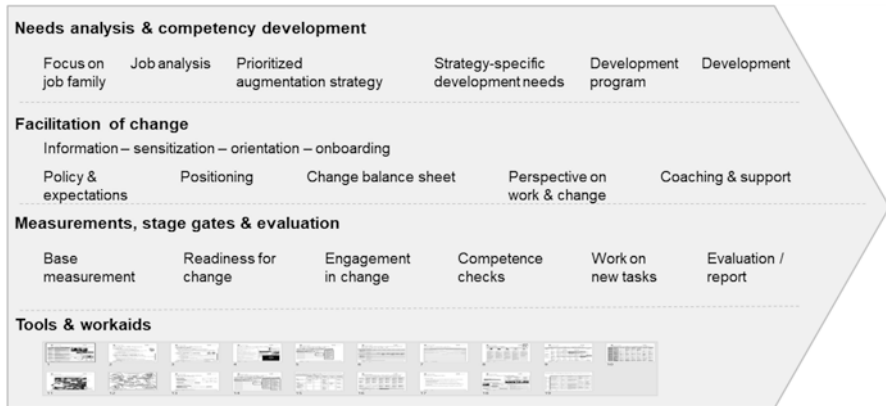 Needs analysis & competency development
Focus on Job analysis Prioritized Strategy-specific Development Development
job family augmentation strategy development needs program
Facilitation of change
Information – sensitization – orientation – onboarding
Policy & Positioning Change balance sheet Perspective on Coaching & support
expectations work & change
Measurements, stage gates & evaluation
Base Readiness for Engagement Competence Work on Evaluation /
measurement change in change checks new tasks report
Tools & workaids